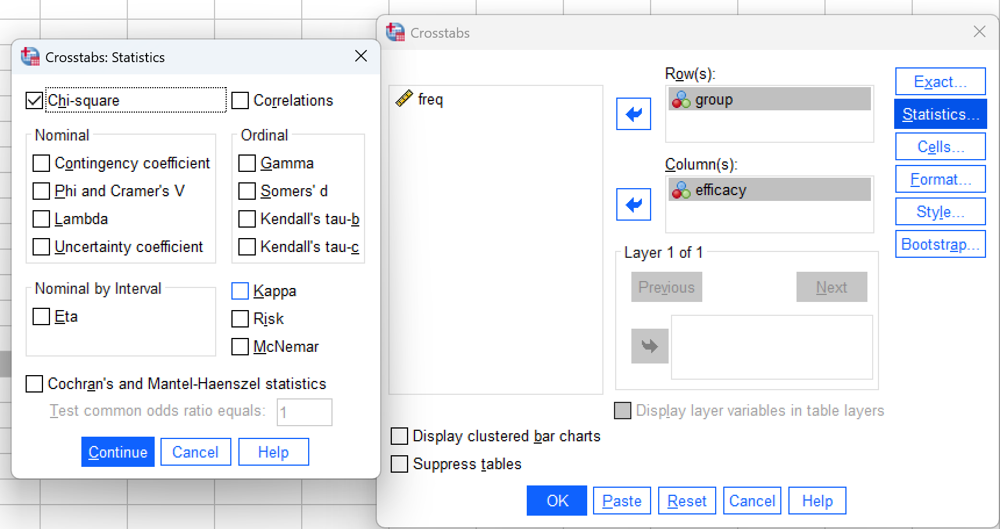 Crosstabs: Statistics
Chi-square
Correlations
Nominal
Contingency coefficient
Phi and Cramer's V
Lambda
Uncertainty coefficient
Ordinal
Gamma
Somers' d
Kendall's tau-b
Kendall's tau-c
Nominal by Interval
Eta
Kappa
Risk
McNemar
Cochran's and Mantel-Haenszel statistics
Test common odds ratio equals: 1
Continue
Cancel
Help
Crosstabs
freq
Row(s):
group
Column(s):
efficacy
Layer 1 of 1
Previous
Next
Display layer variables in table layers
Exact...
Statistics...
Cells...
Format...
Style...
Bootstrap...
Display clustered bar charts
Suppress tables
OK
Paste
Reset
Cancel
Help